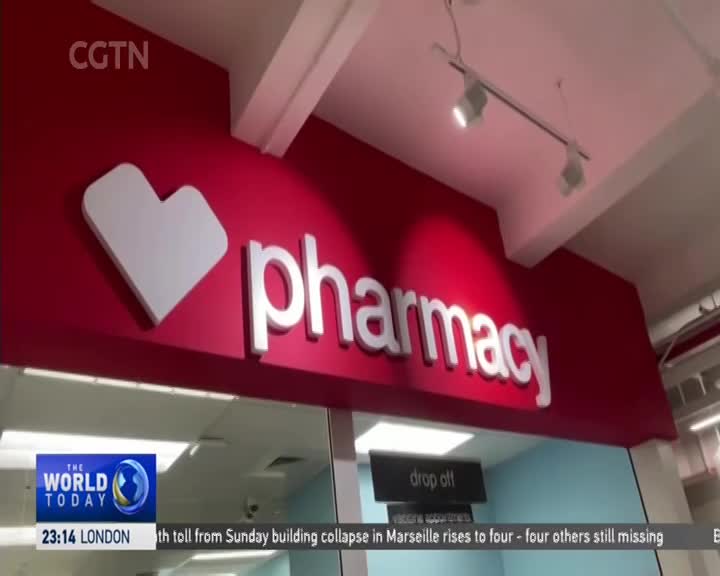 CGTN
pharmacy
drop off
THE
WORLD
TODAY
23:14 LONDON
toll from Sunday building collapse in Marseille rises to four - four others still missing